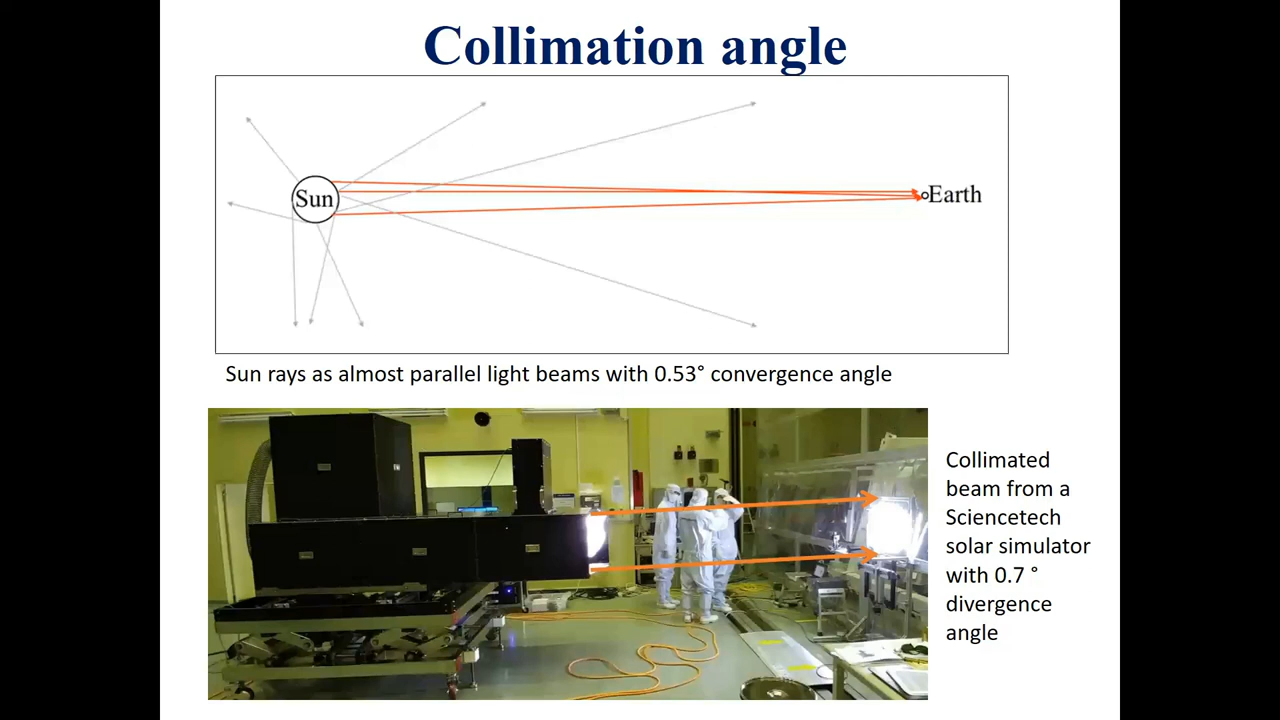 Collimation angle
Sun
Earth
Sun rays as almost parallel light beams with 0.53° convergence angle
Collimated
beam from a
Sciencetech
solar simulator
with 0.7 °
divergence
angle